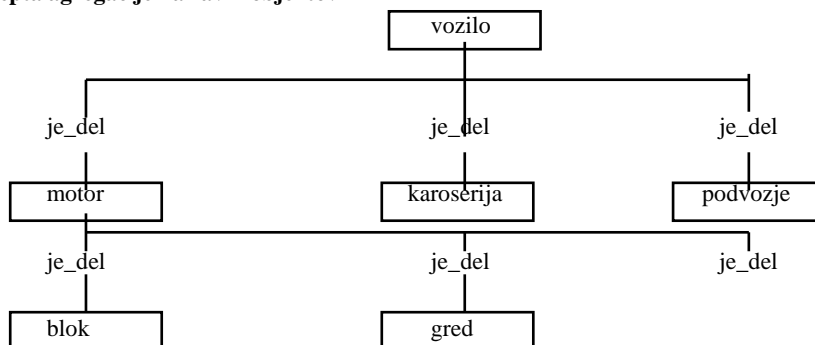 vozilo
je_del je_del je_del
motor karoserija podvozje
je_del je_del je_del
blok gred